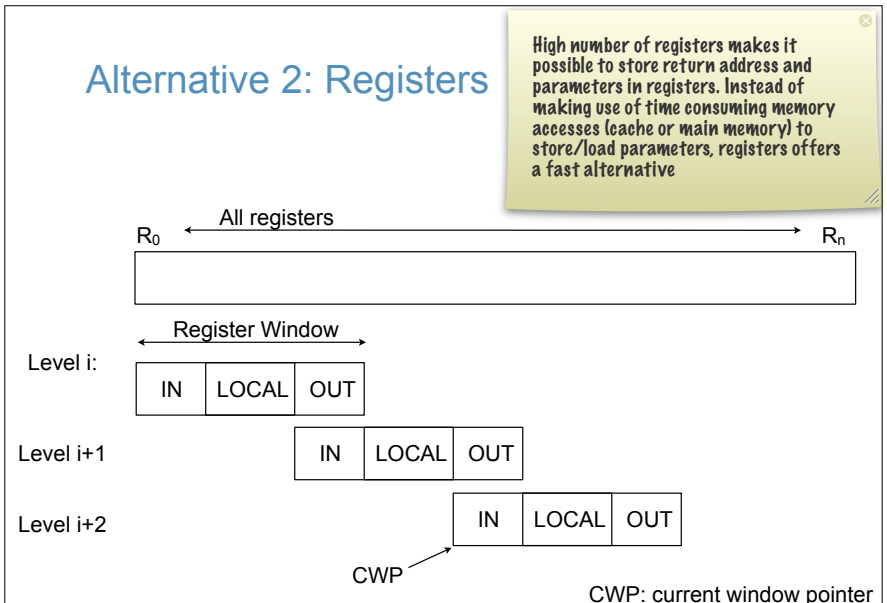 Alternative 2: Registers
High number of registers makes it
possible to store return address and
parameters in registers. Instead of
making use of time consuming memory
accesses (cache or main memory) to
store/load parameters, registers offers
a fast alternative
All registers
R₀
Rₙ
Register Window
Level i:
IN LOCAL OUT
Level i+1
IN LOCAL OUT
Level i+2
IN LOCAL OUT
CWP
CWP: current window pointer